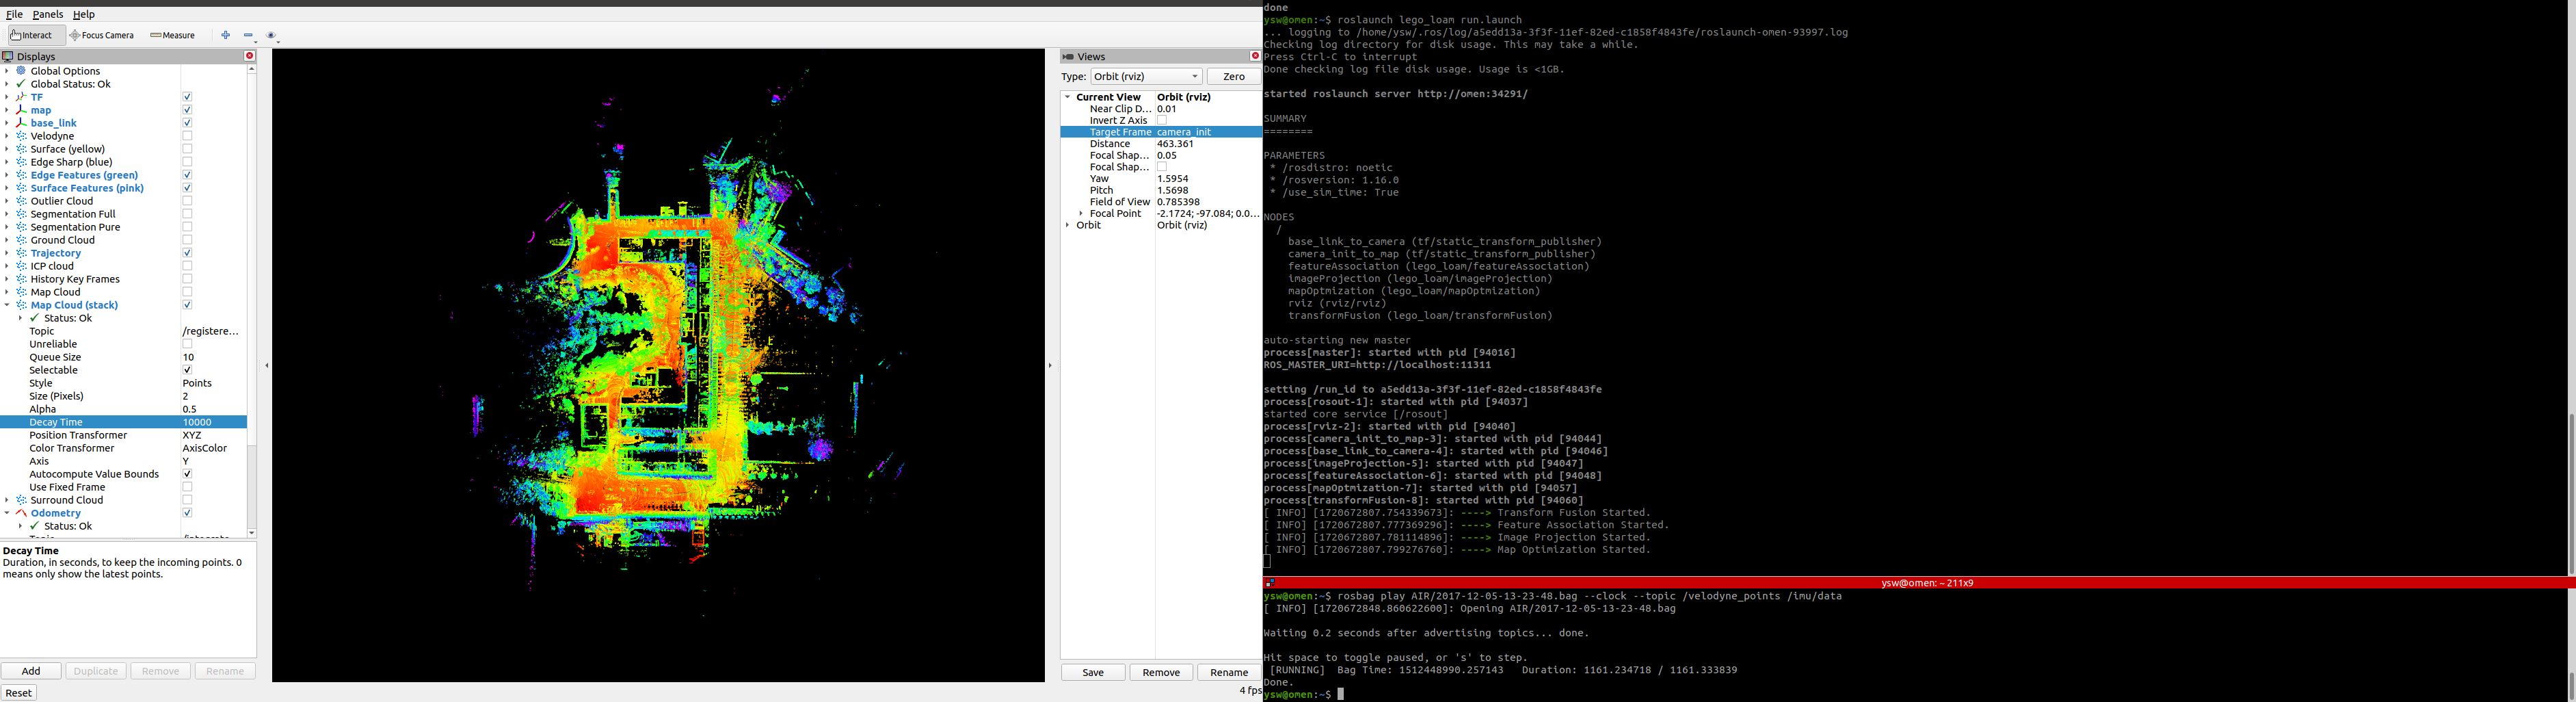 File Panels Help
Interact Focus Camera Measure
Displays
Global Options
Global Status: Ok
TF
map
base_link
Velodyne
Surface (yellow)
Edge Sharp (blue)
Edge Features (green)
Surface Features (pink)
Outlier Cloud
Segmentation Full
Segmentation Pure
Ground Cloud
Trajectory
ICP cloud
History Key Frames
Map Cloud
Map Cloud (stack)
Status: Ok
Topic /registere...
Unreliable
Queue Size 10
Selectable
Style Points
Size (Pixels) 2
Alpha 0.5
Decay Time 10000
Position Transformer XYZ
Color Transformer AxisColor
Axis Y
Autocompute Value Bounds
Use Fixed Frame
Surround Cloud
Odometry
Status: Ok
Decay Time
Duration, in seconds, to keep the incoming points. 0
means only show the latest points.
Add Duplicate Remove Rename
Reset
Views
Type: Orbit (rviz) Zero
Current View Orbit (rviz)
Near Clip D... 0.01
Invert Z Axis
Target Frame camera_init
Distance 463.361
Focal Shap... 0.05
Focal Shap...
Yaw 1.5954
Pitch 1.5698
Field of View 0.785398
Focal Point -2.1724; -97.084; 0.0...
Orbit Orbit (rviz)
Save Remove Rename
4 fps
done
ysw@omen:~$ roslaunch lego_loam run.launch
... logging to /home/ysw/.ros/log/a5edd13a-3f3f-11ef-82ed-c1858f4843fe/roslaunch-omen-93997.log
Checking log directory for disk usage. This may take a while.
Press Ctrl-C to interrupt
Done checking log file disk usage. Usage is <1GB.
started roslaunch server http://omen:34291/
SUMMARY
========
PARAMETERS
* /rosdistro: noetic
* /rosversion: 1.16.0
* /use_sim_time: True
NODES
/
base_link_to_camera (tf/static_transform_publisher)
camera_init_to_map (tf/static_transform_publisher)
featureAssociation (lego_loam/featureAssociation)
imageProjection (lego_loam/imageProjection)
mapOptmization (lego_loam/mapOptmization)
rviz (rviz/rviz)
transformFusion (lego_loam/transformFusion)
auto-starting new master
process[master]: started with pid [94016]
ROS_MASTER_URI=http://localhost:11311
setting /run_id to a5edd13a-3f3f-11ef-82ed-c1858f4843fe
process[rosout-1]: started with pid [94037]
started core service [/rosout]
process[rviz-2]: started with pid [94040]
process[camera_init_to_map-3]: started with pid [94044]
process[base_link_to_camera-4]: started with pid [94046]
process[imageProjection-5]: started with pid [94047]
process[featureAssociation-6]: started with pid [94048]
process[mapOptmization-7]: started with pid [94057]
process[transformFusion-8]: started with pid [94060]
[ INFO] [1720672807.754339673]: ----> Transform Fusion Started.
[ INFO] [1720672807.777369296]: ----> Feature Association Started.
[ INFO] [1720672807.781114896]: ----> Image Projection Started.
[ INFO] [1720672807.799276760]: ----> Map Optimization Started.
ysw@omen: ~ 211x9
ysw@omen:~$ rosbag play AIR/2017-12-05-13-23-48.bag --clock --topic /velodyne_points /imu/data
[ INFO] [1720672848.860622600]: Opening AIR/2017-12-05-13-23-48.bag
Waiting 0.2 seconds after advertising topics... done.
Hit space to toggle paused, or 's' to step.
[RUNNING] Bag Time: 1512448990.257143 Duration: 1161.234718 / 1161.333839
Done.
ysw@omen:~$